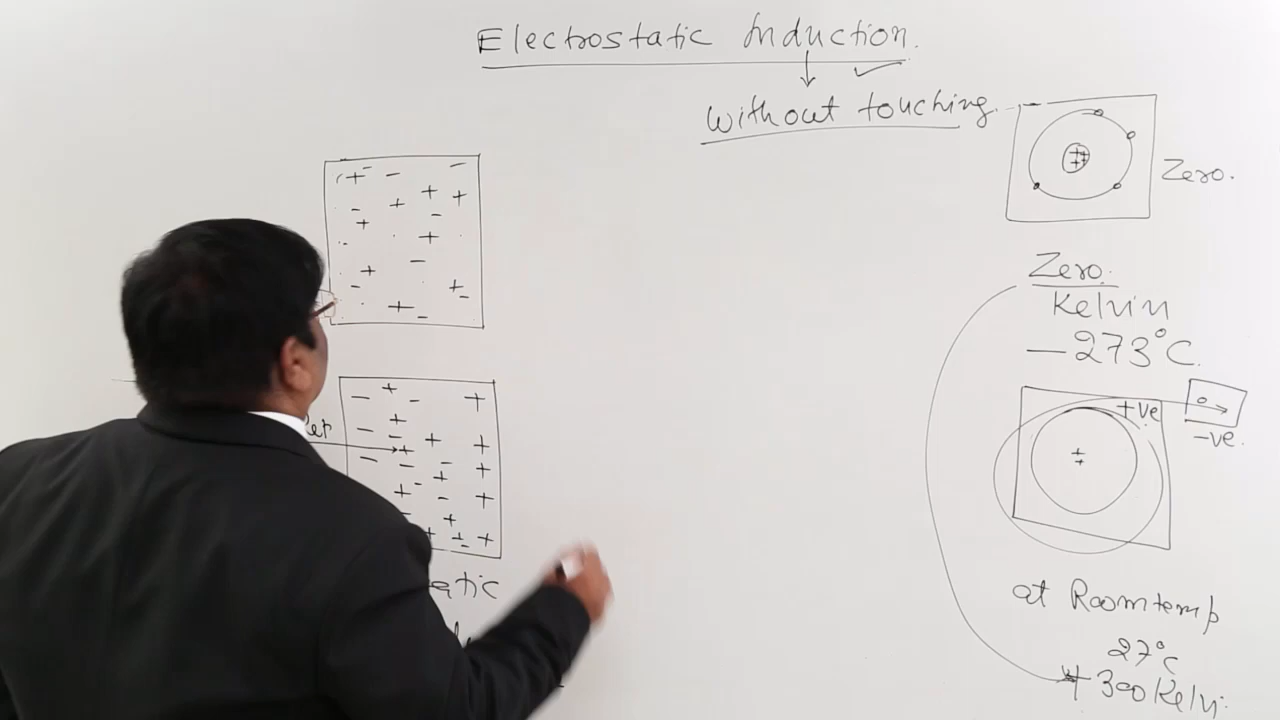 Electrostatic Induction.
Without touching.
Zero.
Zero.
Kelvin
-273°C.
+ve
-ve.
at Roomtemp
27°C
300 Kelvi